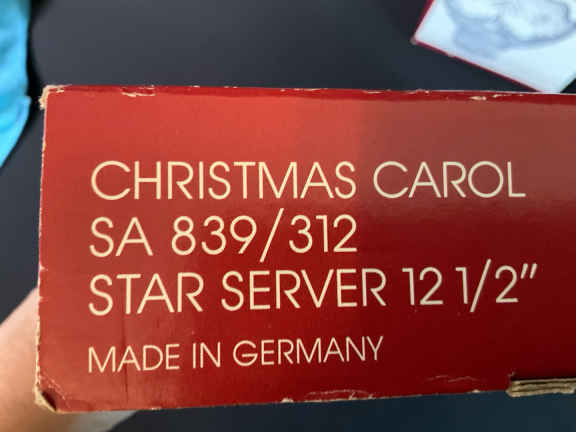 CHRISTMAS CAROL
SA 839/312
STAR SERVER 12 1/2"
MADE IN GERMANY